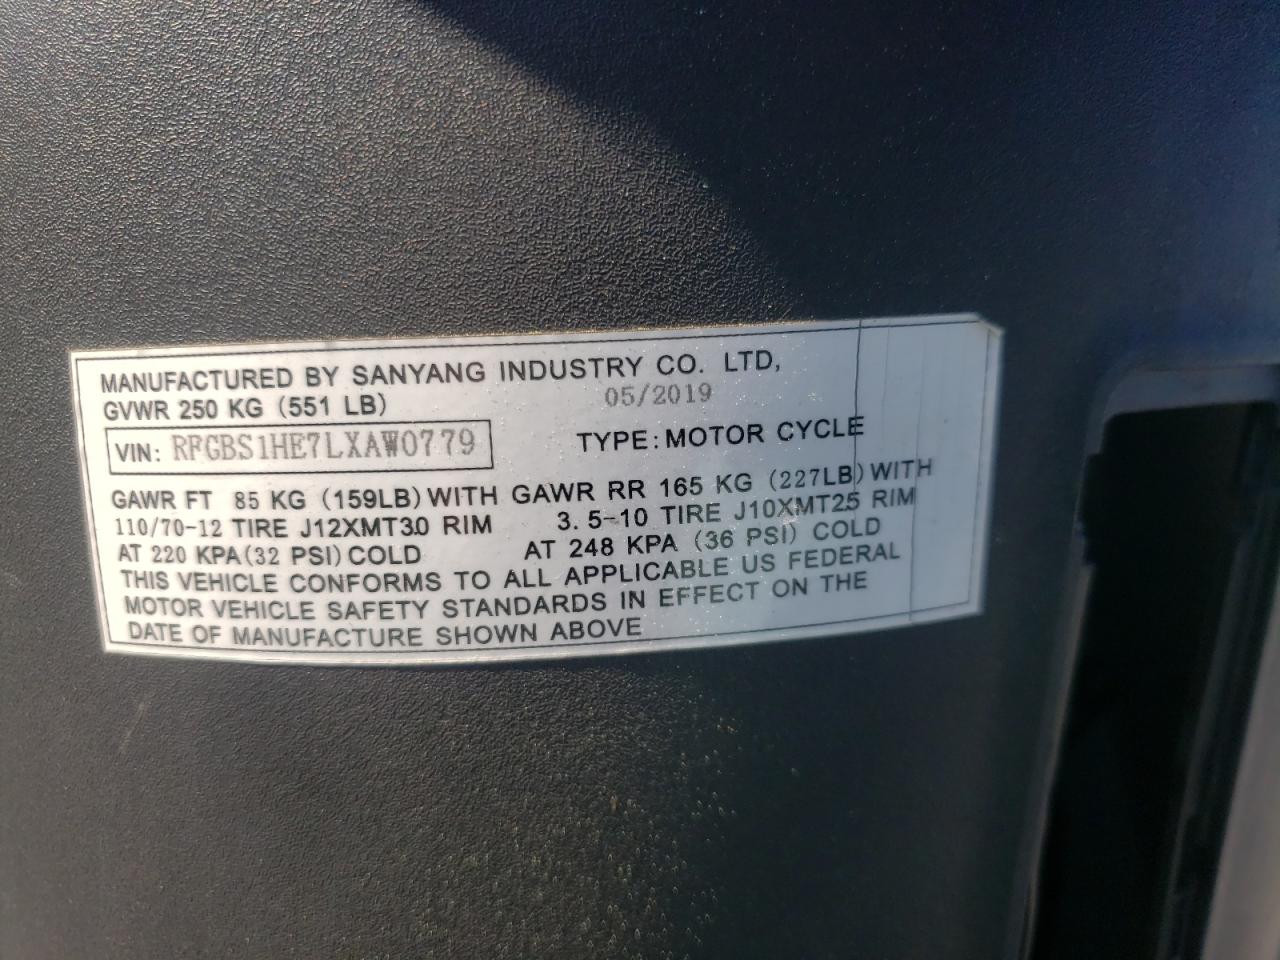 MANUFACTURED BY SANYANG INDUSTRY CO. LTD,
GVWR 250 KG (551 LB) 05/2019
VIN: RFGBS1HE7LXAW0779 TYPE: MOTOR CYCLE
GAWR FT 85 KG (159LB) WITH GAWR RR 165 KG (227LB) WITH
110/70-12 TIRE J12XMT3.0 RIM 3. 5-10 TIRE J10XMT2.5 RIM
AT 220 KPA (32 PSI) COLD AT 248 KPA (36 PSI) COLD
THIS VEHICLE CONFORMS TO ALL APPLICABLE US FEDERAL
MOTOR VEHICLE SAFETY STANDARDS IN EFFECT ON THE
DATE OF MANUFACTURE SHOWN ABOVE